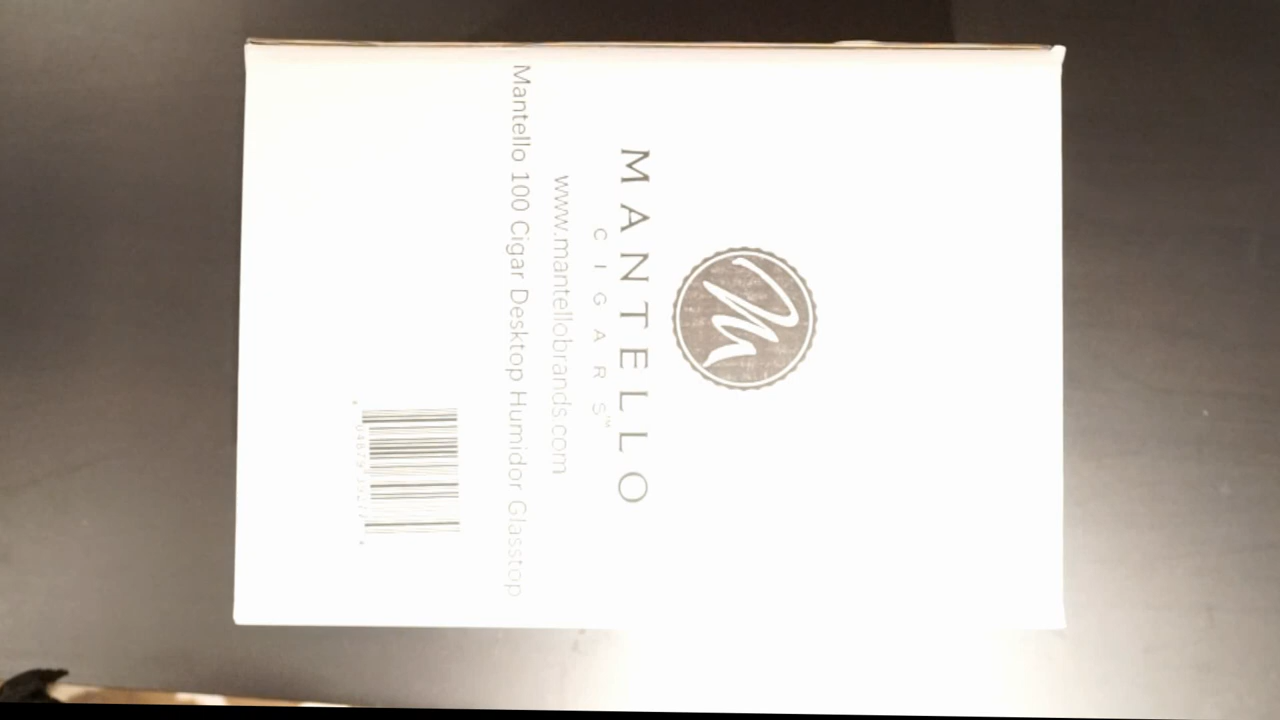 MANTELLO
CIGARS™
www.mantellobrands.com
Mantello 100 Cigar Desktop Humidor Glasstop